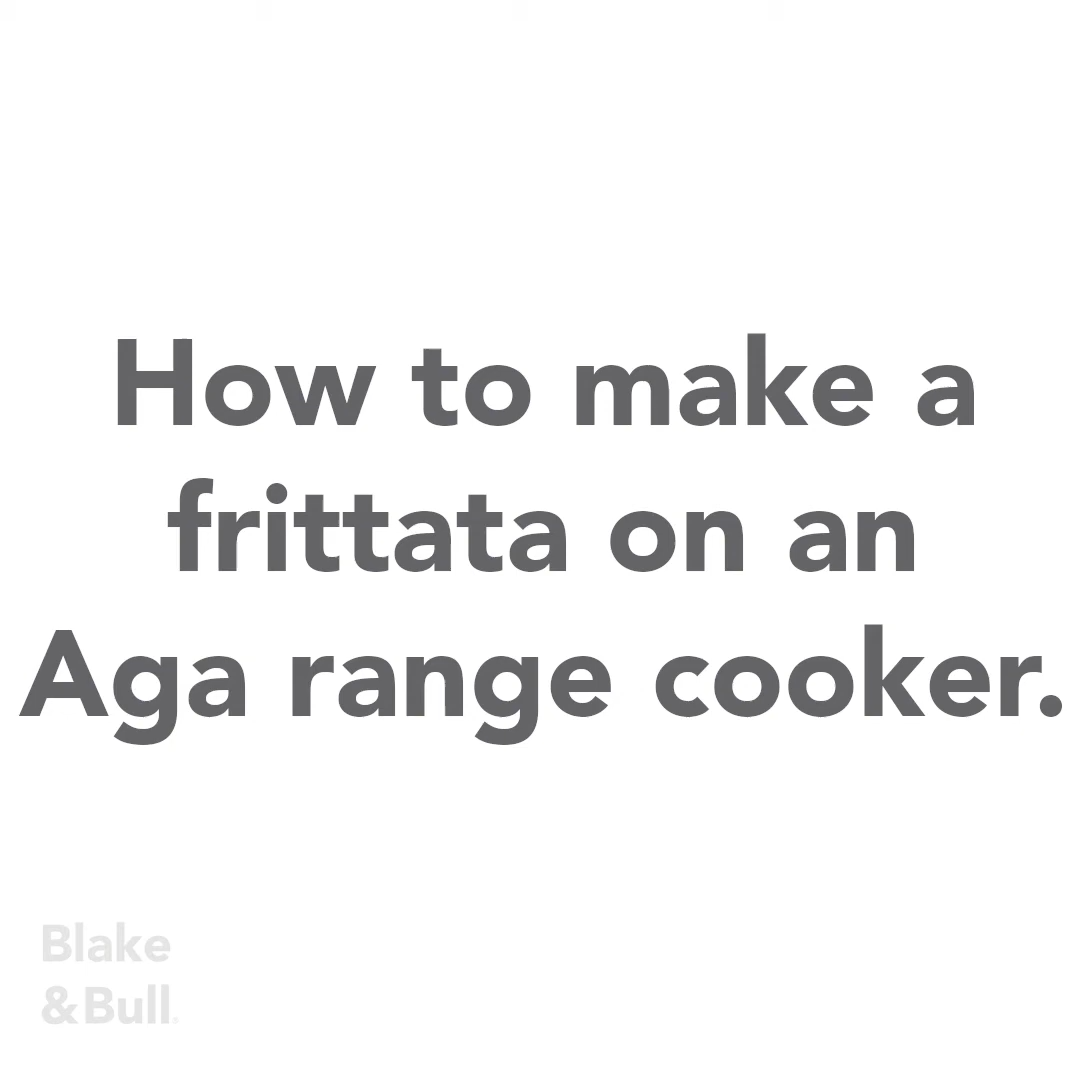 How to make a
frittata on an
Aga range cooker.
Blake
&Bull